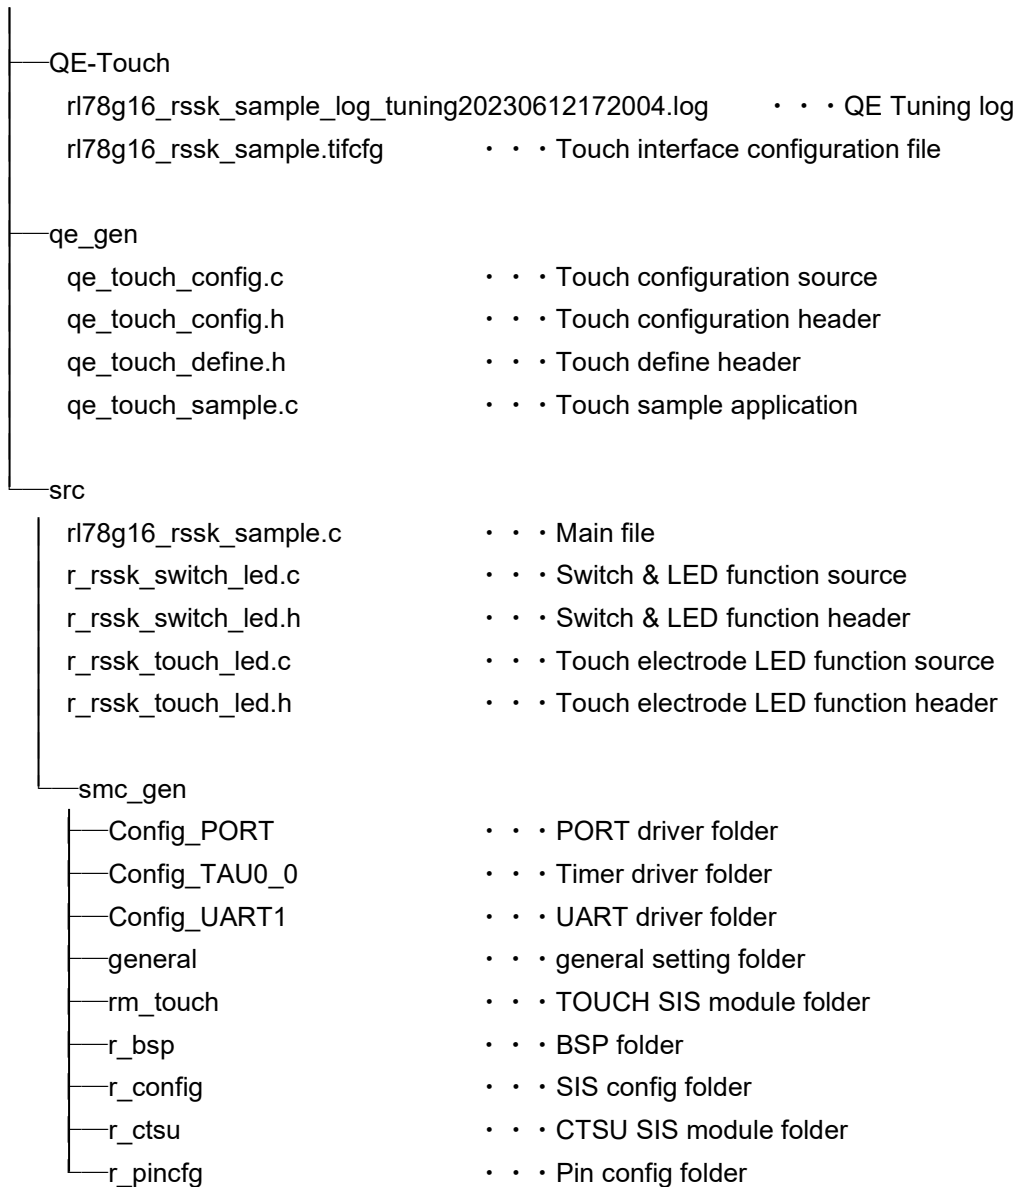 QE-Touch
rl78g16_rssk_sample_log_tuning20230612172004.log ・・・QE Tuning log
rl78g16_rssk_sample.tifcfg ・・・Touch interface configuration file
qe_gen
qe_touch_config.c ・・・Touch configuration source
qe_touch_config.h ・・・Touch configuration header
qe_touch_define.h ・・・Touch define header
qe_touch_sample.c ・・・Touch sample application
src
rl78g16_rssk_sample.c ・・・Main file
r_rssk_switch_led.c ・・・Switch & LED function source
r_rssk_switch_led.h ・・・Switch & LED function header
r_rssk_touch_led.c ・・・Touch electrode LED function source
r_rssk_touch_led.h ・・・Touch electrode LED function header
smc_gen
Config_PORT ・・・PORT driver folder
Config_TAU0_0 ・・・Timer driver folder
Config_UART1 ・・・UART driver folder
general ・・・general setting folder
rm_touch ・・・TOUCH SIS module folder
r_bsp ・・・BSP folder
r_config ・・・SIS config folder
r_ctsu ・・・CTSU SIS module folder
r_pincfg ・・・Pin config folder